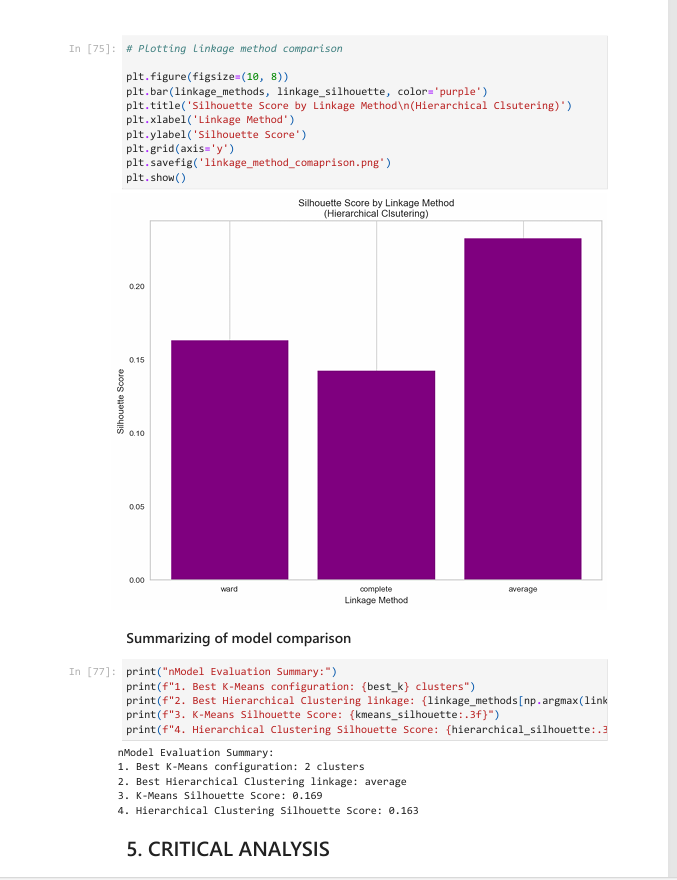 In [75]: # Plotting linkage method comparison
plt.figure(figsize=(10, 8))
plt.bar(linkage_methods, linkage_silhouette, color='purple')
plt.title('Silhouette Score by Linkage Method\n(Hierarchical Clsutering)')
plt.xlabel('Linkage Method')
plt.ylabel('Silhouette Score')
plt.grid(axis='y')
plt.savefig('linkage_method_comaprison.png')
plt.show()
Silhouette Score by Linkage Method
(Hierarchical Clsutering)
Silhouette Score
0.20
0.15
0.10
0.05
0.00
ward complete average
Linkage Method
Summarizing of model comparison
In [77]: print("nModel Evaluation Summary:")
print(f"1. Best K-Means configuration: {best_k} clusters")
print(f"2. Best Hierarchical Clustering linkage: {linkage_methods[np.argmax(link
print(f"3. K-Means Silhouette Score: {kmeans_silhouette:.3f}")
print(f"4. Hierarchical Clustering Silhouette Score: {hierarchical_silhouette:.3
nModel Evaluation Summary:
1. Best K-Means configuration: 2 clusters
2. Best Hierarchical Clustering linkage: average
3. K-Means Silhouette Score: 0.169
4. Hierarchical Clustering Silhouette Score: 0.163
5. CRITICAL ANALYSIS